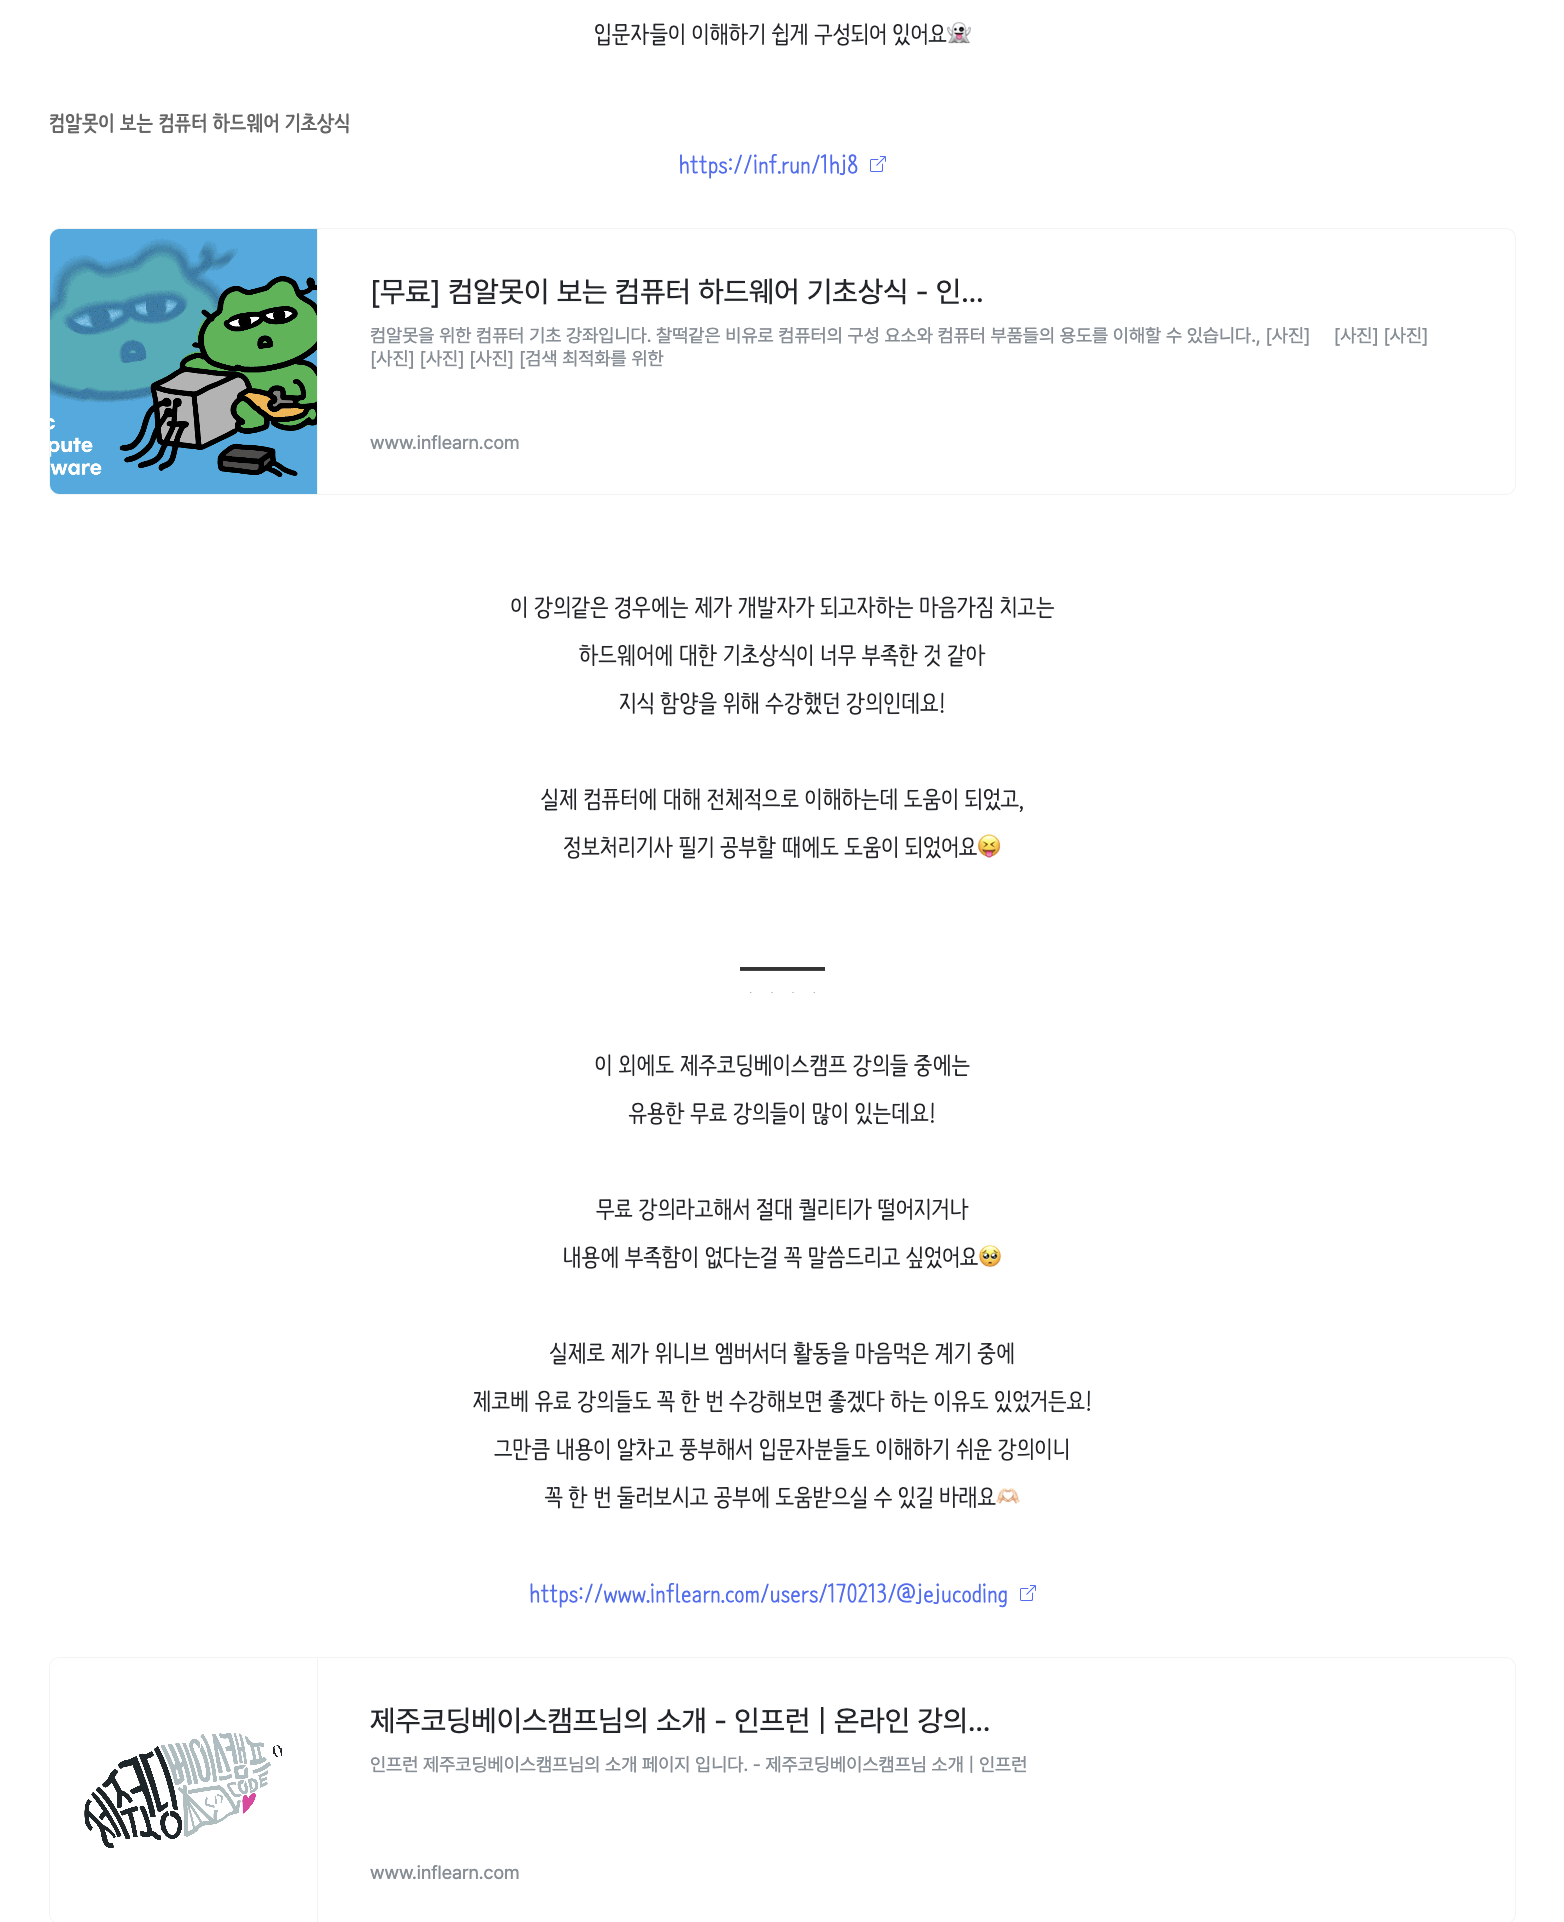 입문자들이 이해하기 쉽게 구성되어 있어요👻
컴알못이 보는 컴퓨터 하드웨어 기초상식
https://inf.run/1hj8
c
pute
ware
[무료] 컴알못이 보는 컴퓨터 하드웨어 기초상식 - 인...
컴알못을 위한 컴퓨터 기초 강좌입니다. 찰떡같은 비유로 컴퓨터의 구성 요소와 컴퓨터 부품들의 용도를 이해할 수 있습니다., [사진] [사진] [사진]
[사진] [사진] [사진] [검색 최적화를 위한
www.inflearn.com
이 강의같은 경우에는 제가 개발자가 되고자하는 마음가짐 치고는
하드웨어에 대한 기초상식이 너무 부족한 것 같아
지식 함양을 위해 수강했던 강의인데요!
실제 컴퓨터에 대해 전체적으로 이해하는데 도움이 되었고,
정보처리기사 필기 공부할 때에도 도움이 되었어요😝
이 외에도 제주코딩베이스캠프 강의들 중에는
유용한 무료 강의들이 많이 있는데요!
무료 강의라고해서 절대 퀄리티가 떨어지거나
내용에 부족함이 없다는걸 꼭 말씀드리고 싶었어요🥺
실제로 제가 위니브 엠버서더 활동을 마음먹은 계기 중에
제코베 유료 강의들도 꼭 한 번 수강해보면 좋겠다 하는 이유도 있었거든요!
그만큼 내용이 알차고 풍부해서 입문자분들도 이해하기 쉬운 강의이니
꼭 한 번 둘러보시고 공부에 도움받으실 수 있길 바래요🫶🏻
https://www.inflearn.com/users/170213/@jejucoding
제주코딩베이스캠프
CODE
제주코딩베이스캠프님의 소개 - 인프런 | 온라인 강의...
인프런 제주코딩베이스캠프님의 소개 페이지 입니다. - 제주코딩베이스캠프님 소개 | 인프런
www.inflearn.com